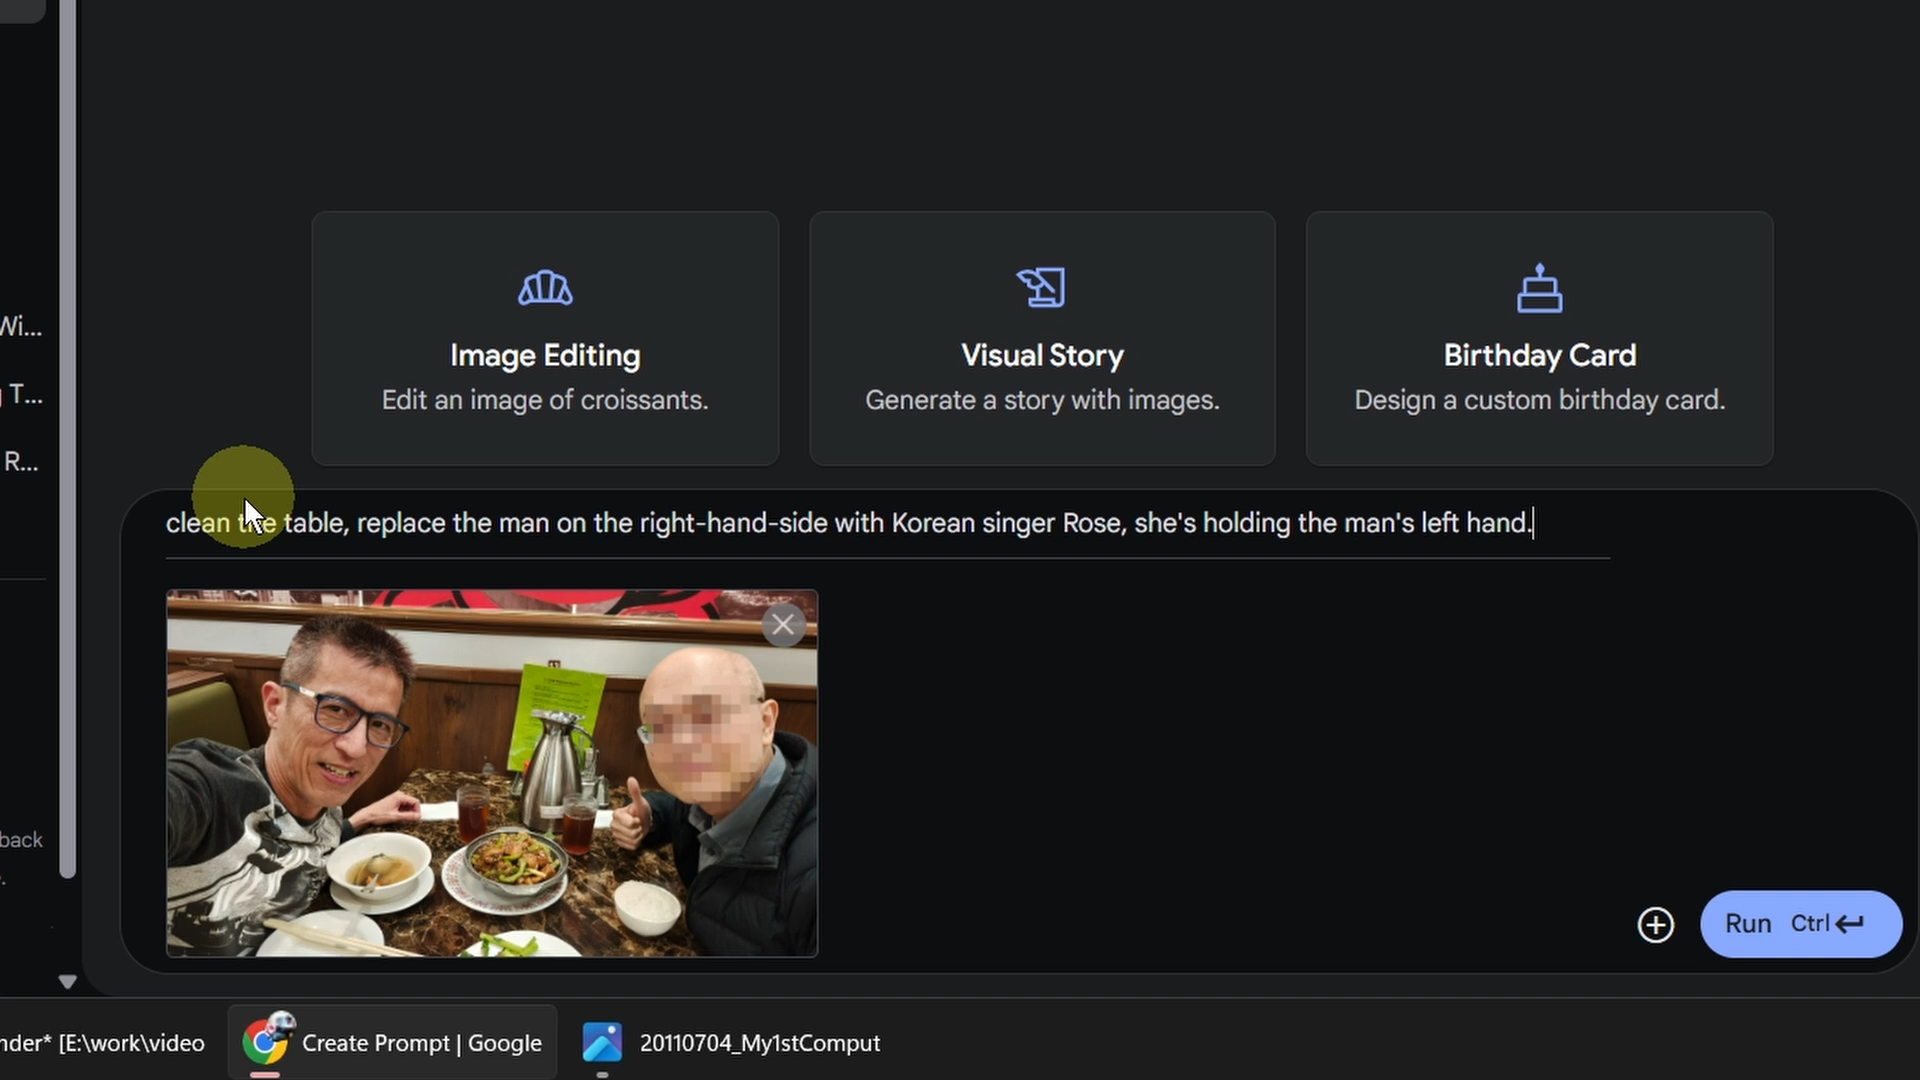 Wi...
T...
R...
Image Editing
Edit an image of croissants.
Visual Story
Generate a story with images.
Birthday Card
Design a custom birthday card.
clean the table, replace the man on the right-hand-side with Korean singer Rose, she's holding the man's left hand.
back
Run Ctrl
nder* [E:\work\video
Create Prompt | Google
20110704_My1stComput